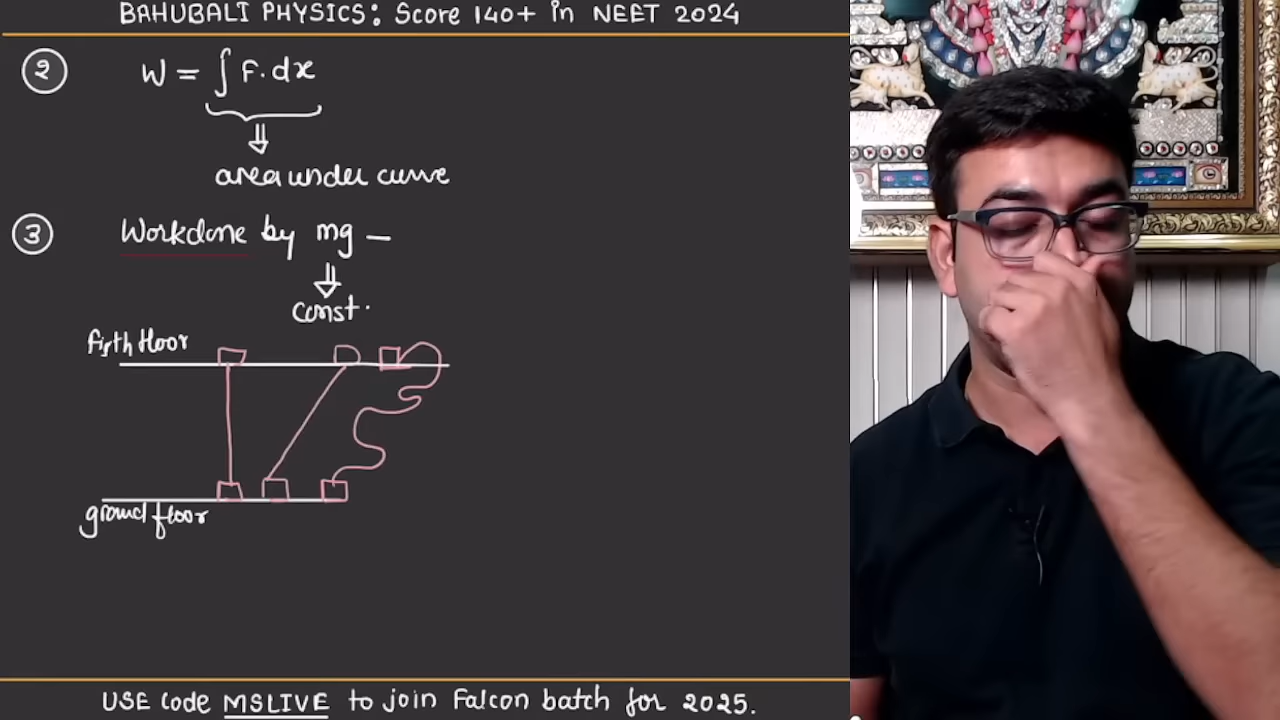 BAHUBALI PHYSICS: Score 140+ in NEET 2024
② W = ∫ F·dx
⇓
area under curve
③ Workdone by mg —
⇓
const.
fifth floor
ground floor
USE Code MSLIVE to join Falcon batch for 2025.